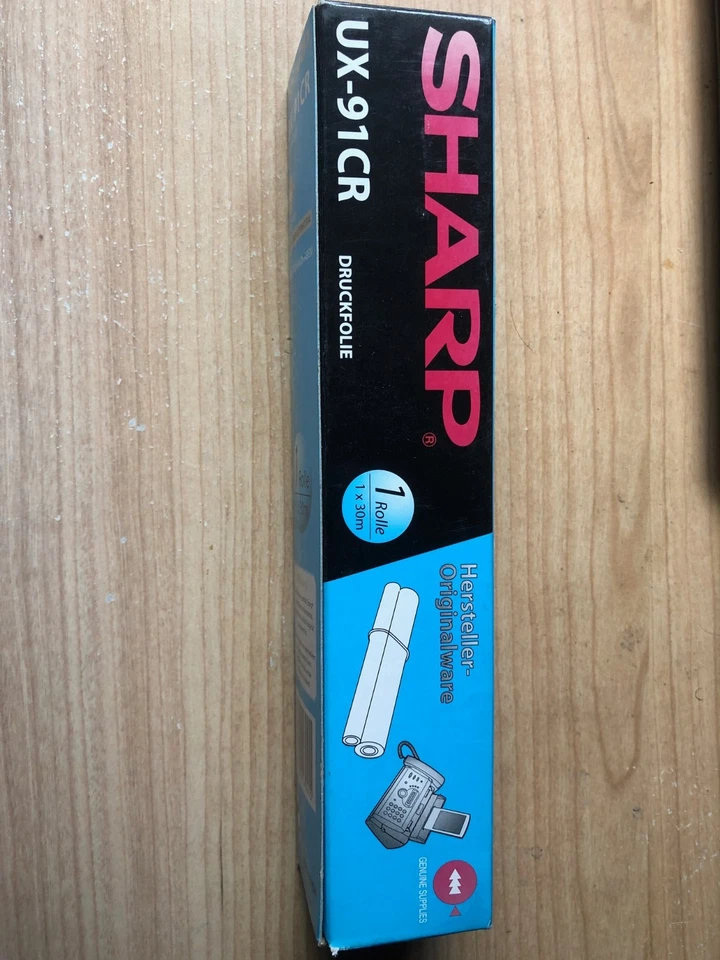 SHARP®
UX-91CR
DRUCKFOLIE
1 Rolle
1 x 30m
Hersteller-
Originalware
GENUINE SUPPLIES